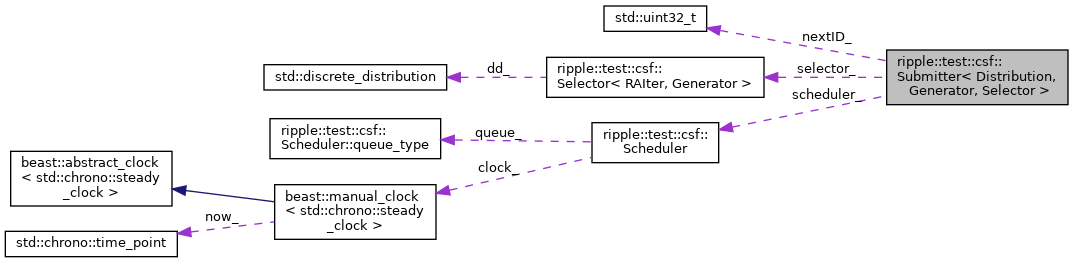 std::uint32_t
nextID_
ripple::test::csf::
Submitter< Distribution,
Generator, Selector >
selector_
ripple::test::csf::
Selector< RAIter, Generator >
dd_
std::discrete_distribution
scheduler_
ripple::test::csf::
Scheduler
queue_
ripple::test::csf::
Scheduler::queue_type
clock_
beast::manual_clock
< std::chrono::steady
_clock >
beast::abstract_clock
< std::chrono::steady
_clock >
now_
std::chrono::time_point